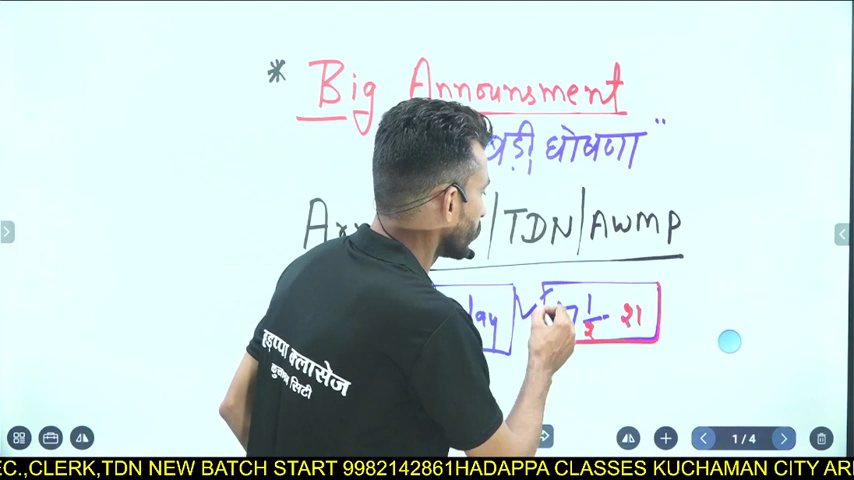 * Big Announsment
बड़ी घोषणा"
TDN | AWMP
हड़प्पा क्लासेज
कुचामन सिटी
1/4
EC.,CLERK,TDN NEW BATCH START 9982142861HADAPPA CLASSES KUCHAMAN CITY AR